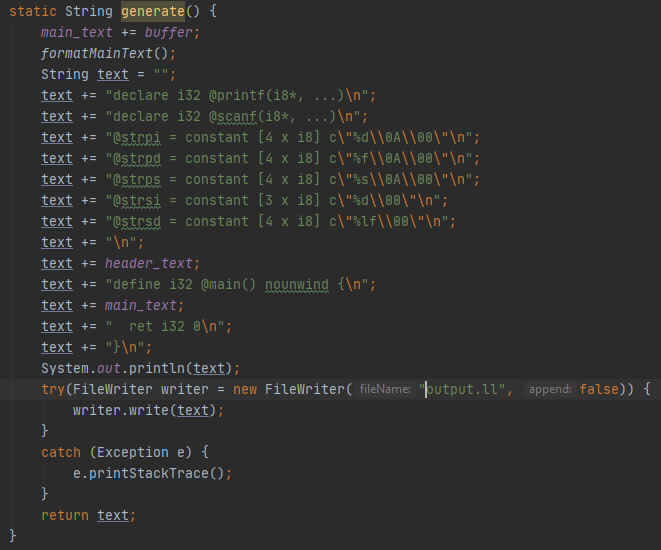 static String generate() {
main_text += buffer;
formatMainText();
String text = "";
text += "declare i32 @printf(i8*, ...)\n";
text += "declare i32 @scanf(i8*, ...)\n";
text += "@strpi = constant [4 x i8] c\"%d\\0A\\00\"\n";
text += "@strpd = constant [4 x i8] c\"%f\\0A\\00\"\n";
text += "@strps = constant [4 x i8] c\"%s\\0A\\00\"\n";
text += "@strsi = constant [3 x i8] c\"%d\\00\"\n";
text += "@strsd = constant [4 x i8] c\"%lf\\00\"\n";
text += "\n";
text += header_text;
text += "define i32 @main() nounwind {\n";
text += main_text;
text += "  ret i32 0\n";
text += "}\n";
System.out.println(text);
try(FileWriter writer = new FileWriter( fileName: "output.ll", append: false)) {
writer.write(text);
}
catch (Exception e) {
e.printStackTrace();
}
return text;
}